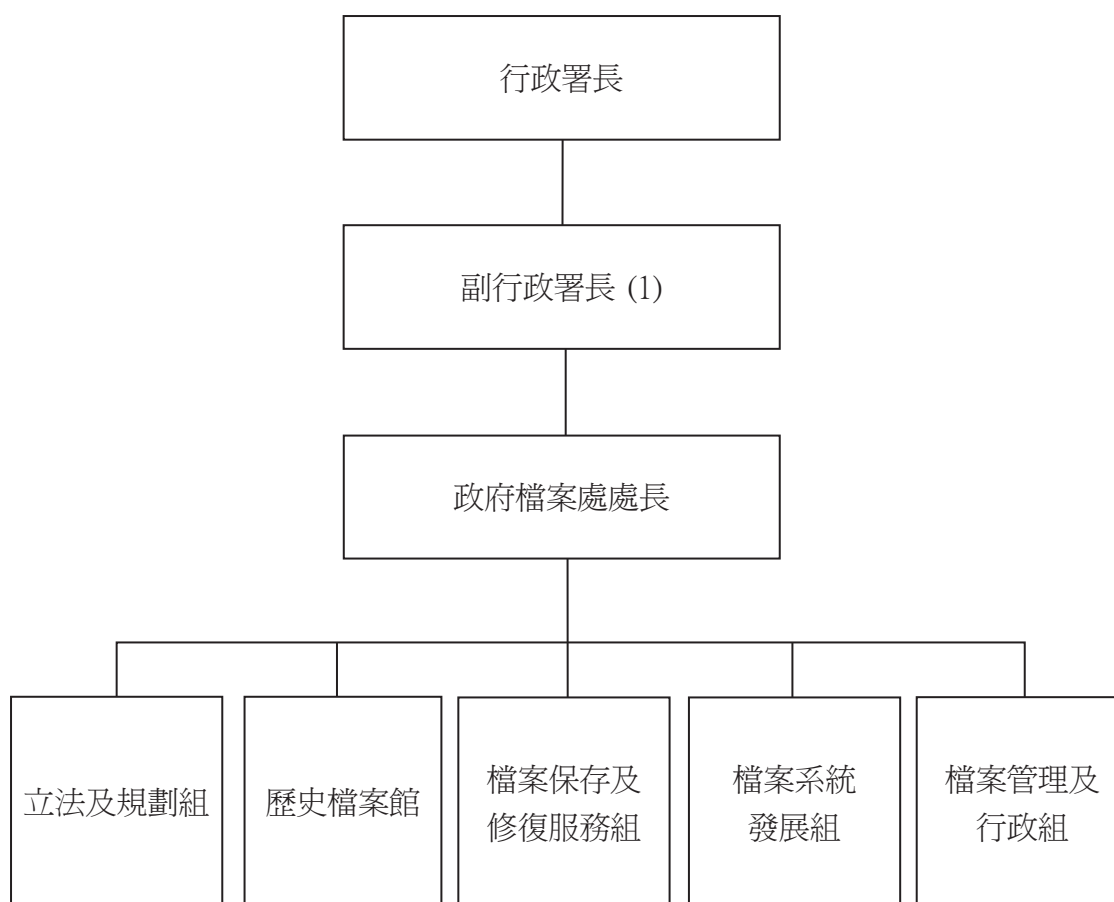 行政署長
副行政署長 (1)
政府檔案處處長
立法及規劃組
歷史檔案館
檔案保存及
修復服務組
檔案系統
發展組
檔案管理及
行政組